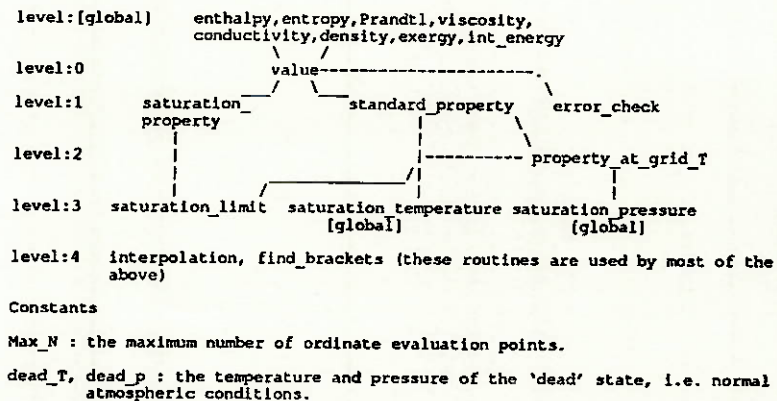 level:[global] enthalpy,entropy,Prandtl,viscosity,
conductivity,density,exergy,int_energy
level:0 value
level:1 saturation_ standard_property error_check
property
level:2 property_at_grid_T
level:3 saturation_limit saturation_temperature saturation_pressure
[global] [global]
level:4 interpolation, find_brackets (these routines are used by most of the
above)
Constants
Max_N : the maximum number of ordinate evaluation points.
dead_T, dead_p : the temperature and pressure of the 'dead' state, i.e. normal
atmospheric conditions.